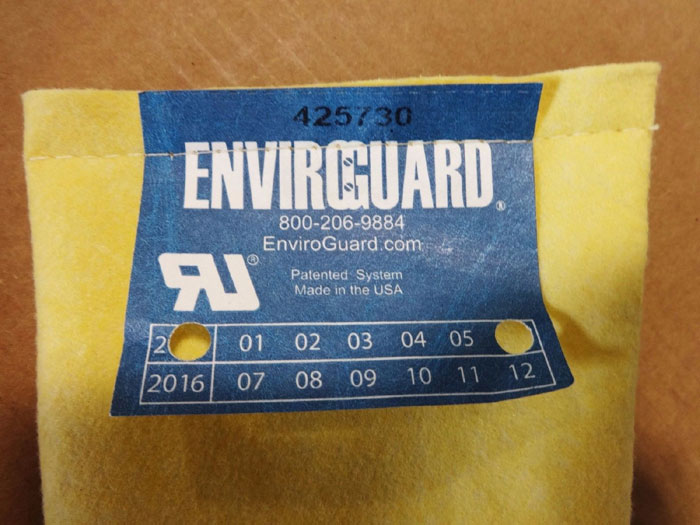 425730
ENVIROGUARD®
800-206-9884
EnviroGuard.com
®
Patented System
Made in the USA
01 02 03 04 05
2016 07 08 09 10 11 12